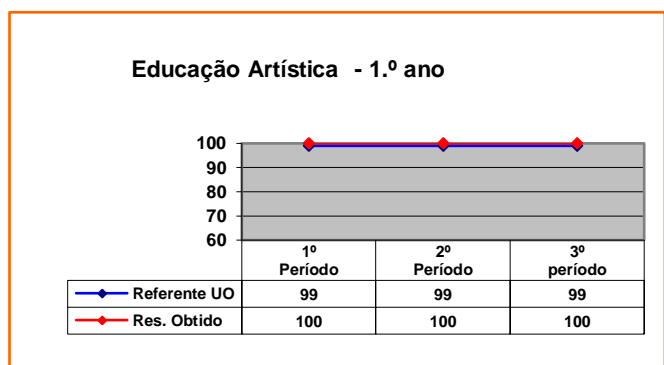 Educação Artística - 1.º ano
100
90
80
70
60
1º Período 2º Período 3º período
Referente UO 99 99 99
Res. Obtido 100 100 100